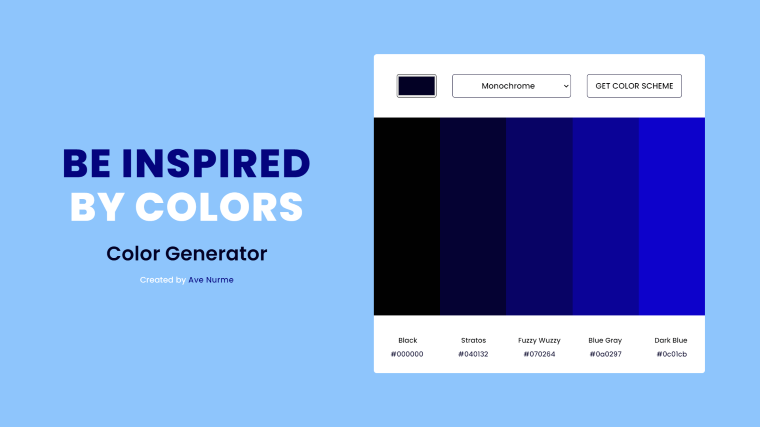 BE INSPIRED
BY COLORS
Color Generator
Created by Ave Nurme
Monochrome
GET COLOR SCHEME
Black
Stratos
Fuzzy Wuzzy
Blue Gray
Dark Blue
#000000
#040132
#070264
#0a0297
#0c01cb